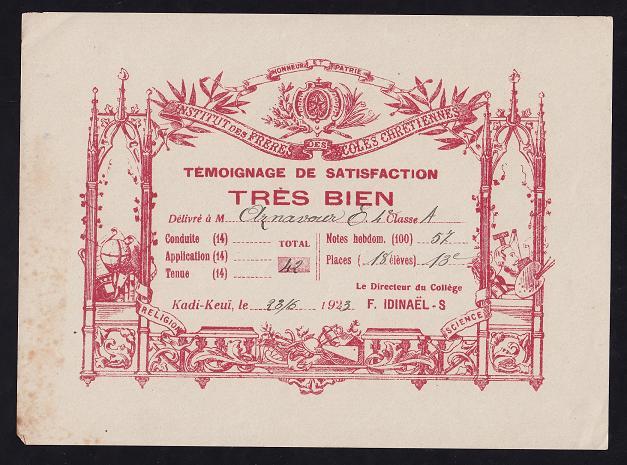 HONNEUR ET PATRIE
INSTITUT DES FRÈRES DES ECOLES CHRÉTIENNES
TÉMOIGNAGE DE SATISFACTION
TRÈS BIEN
Délivré à M Aznavour E 4e Classe A
Conduite (14)
Application (14)
Tenue (14)
TOTAL
42
Notes hebdom. (100) 57
Places (18 élèves) 13e
Le Directeur du Collège
Kadi-Keuï, le 23/6 1923 F. IDINAËL-S
RELIGION
SCIENCE